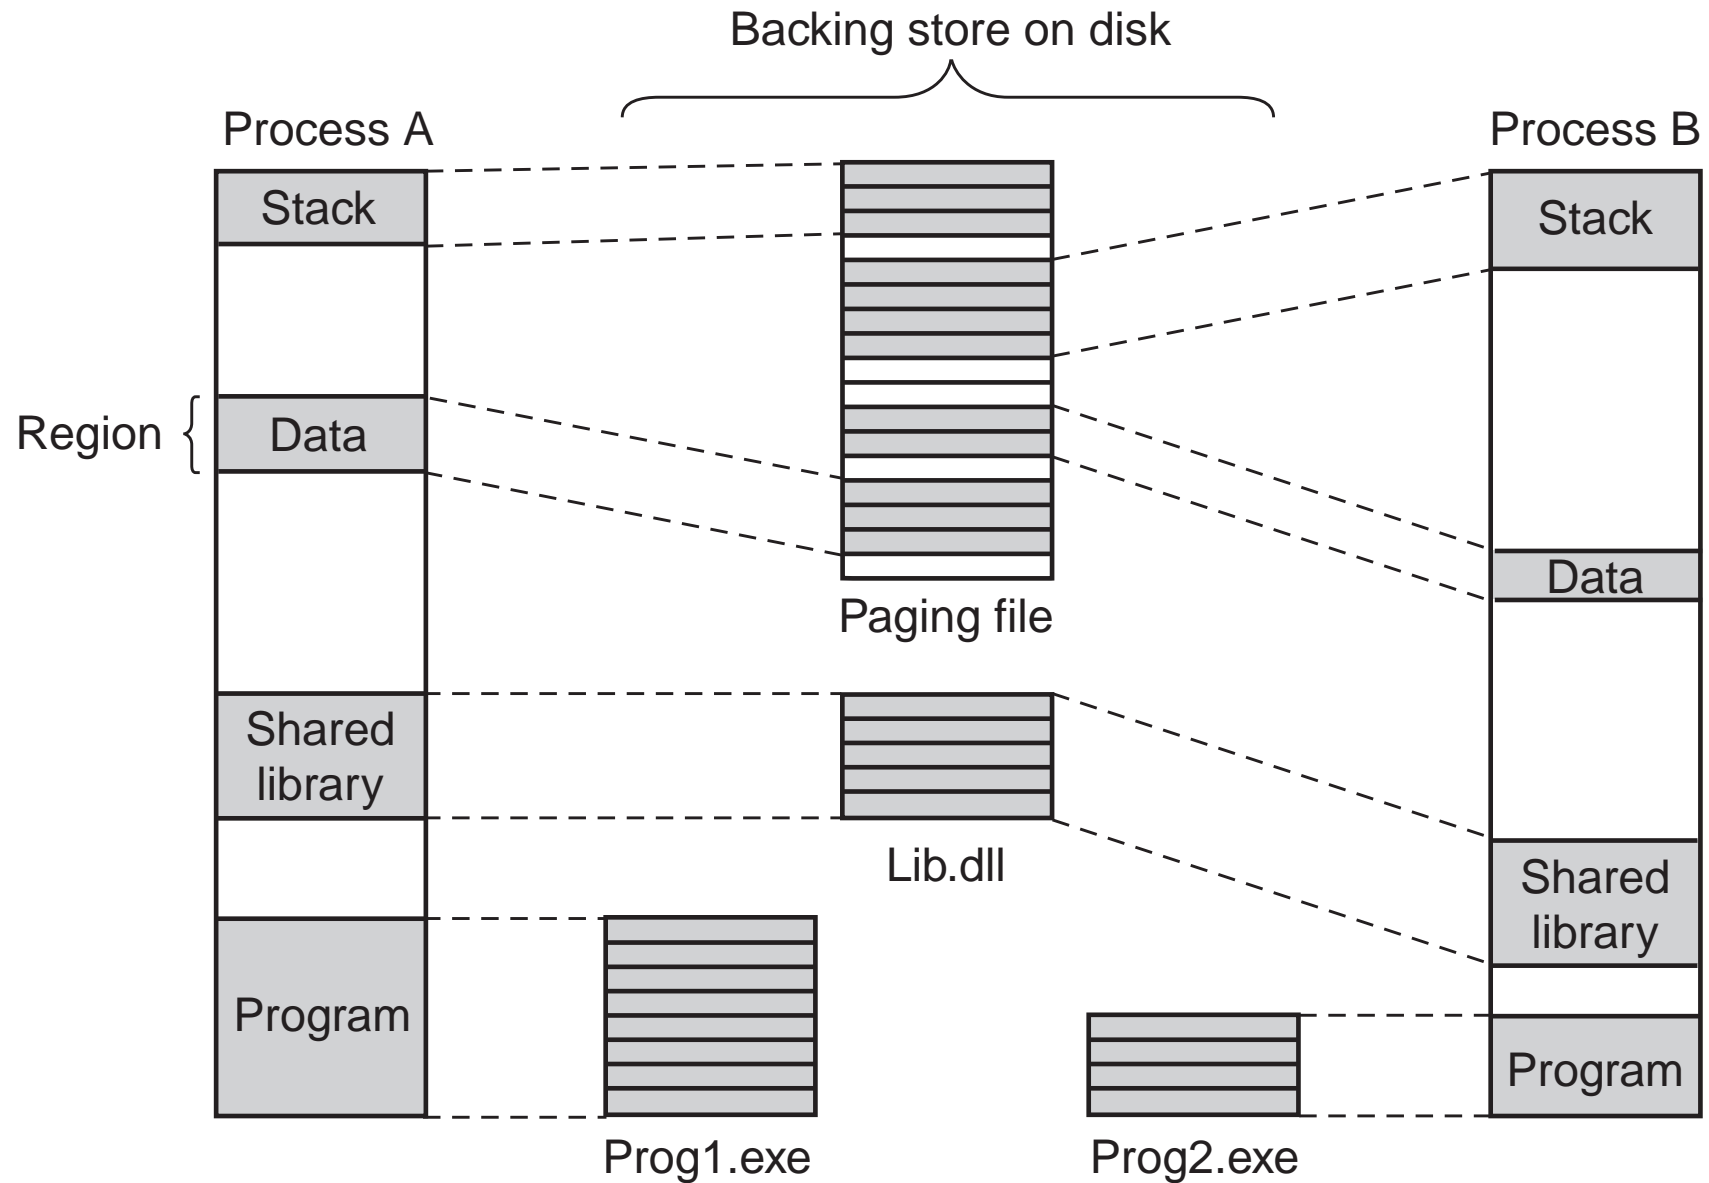 Backing store on disk
Process A
Process B
Stack
Stack
Region
Data
Data
Paging file
Shared
library
Lib.dll
Shared
library
Program
Program
Prog1.exe
Prog2.exe